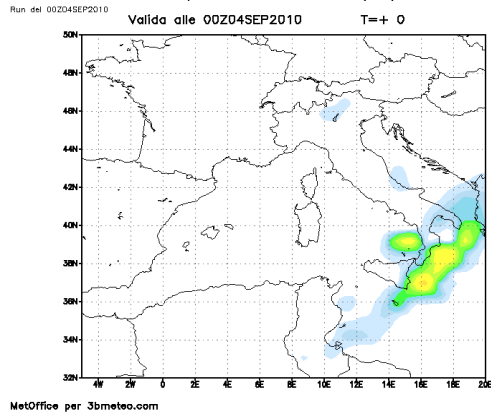 Run del 00Z04SEP2010
Valida alle 00Z04SEP2010 T=+ 0
50N
48N
46N
44N
42N
40N
38N
36N
34N
32N
4W 2W 0 2E 4E 6E 8E 10E 12E 14E 16E 18E 20E
MetOffice per 3bmeteo.com